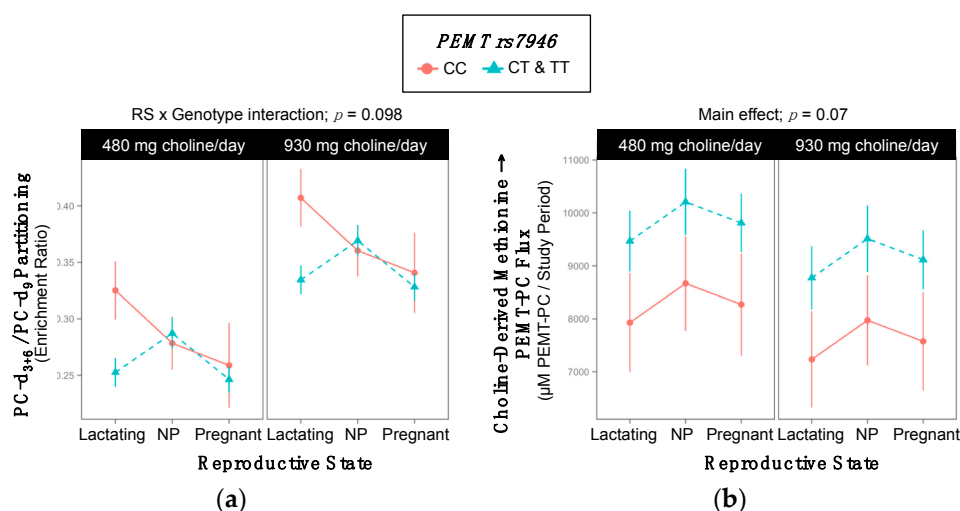 PEMT rs7946
CC CT & TT
RS x Genotype interaction; p = 0.098
480 mg choline/day 930 mg choline/day
PC-d3+6/PC-d9 Partitioning
(Enrichment Ratio)
3.40
3.35
3.30
3.25
Lactating NP Pregnant Lactating NP Pregnant
Reproductive State
(a)
Main effect; p = 0.07
480 mg choline/day 930 mg choline/day
Choline-Derived Methionine →
PEMT-PC Flux
(µM PEMT-PC / Study Period)
11000
10000
9000
8000
7000
Lactating NP Pregnant Lactating NP Pregnant
Reproductive State
(b)